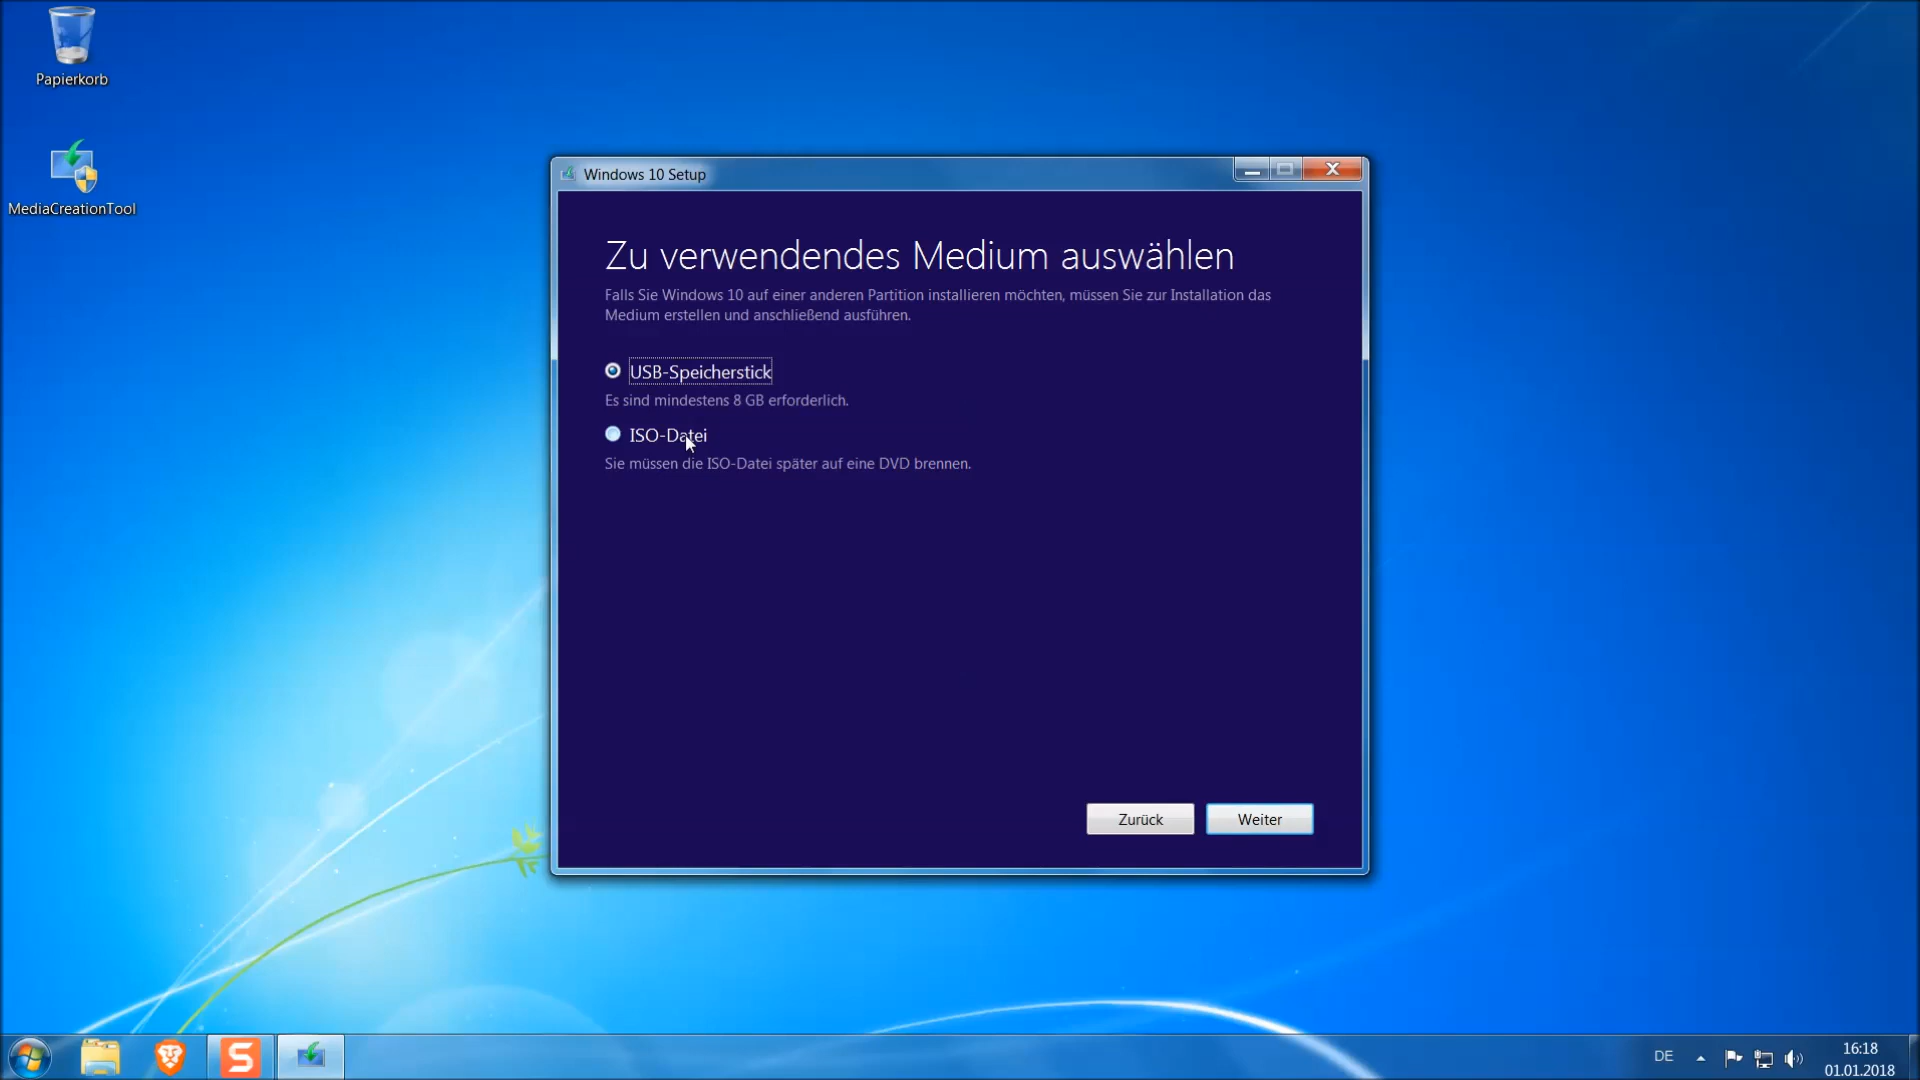 Papierkorb
MediaCreationTool
Windows 10 Setup
Zu verwendendes Medium auswählen
Falls Sie Windows 10 auf einer anderen Partition installieren möchten, müssen Sie zur Installation das
Medium erstellen und anschließend ausführen.
USB-Speicherstick
Es sind mindestens 8 GB erforderlich.
ISO-Datei
Sie müssen die ISO-Datei später auf eine DVD brennen.
Zurück
Weiter
DE
16:18
01.01.2018